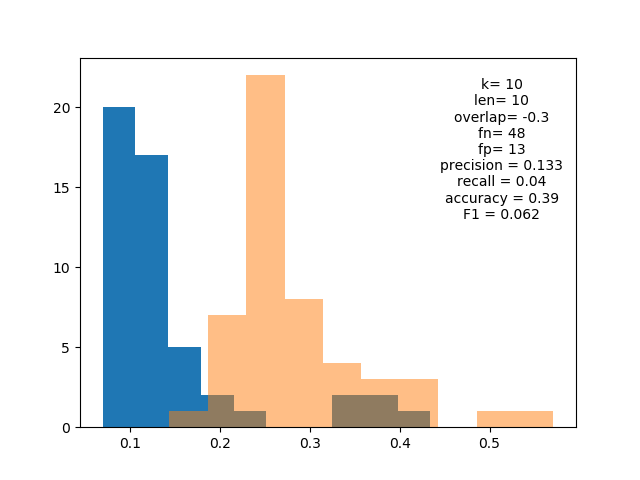 k= 10
len= 10
overlap= -0.3
fn= 48
fp= 13
precision = 0.133
recall = 0.04
accuracy = 0.39
F1 = 0.062
20
15
10
5
0
0.1 0.2 0.3 0.4 0.5